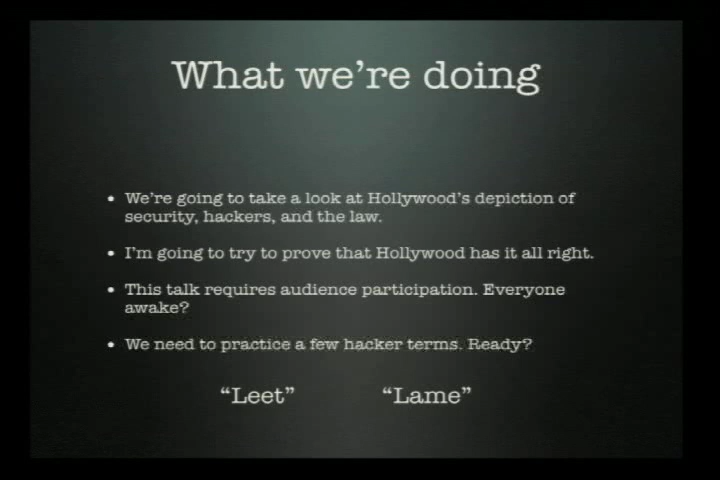 What we're doing
• We're going to take a look at Hollywood's depiction of
security, hackers, and the law.
• I'm going to try to prove that Hollywood has it all right.
• This talk requires audience participation. Everyone
awake?
• We need to practice a few hacker terms. Ready?
“Leet” “Lame”